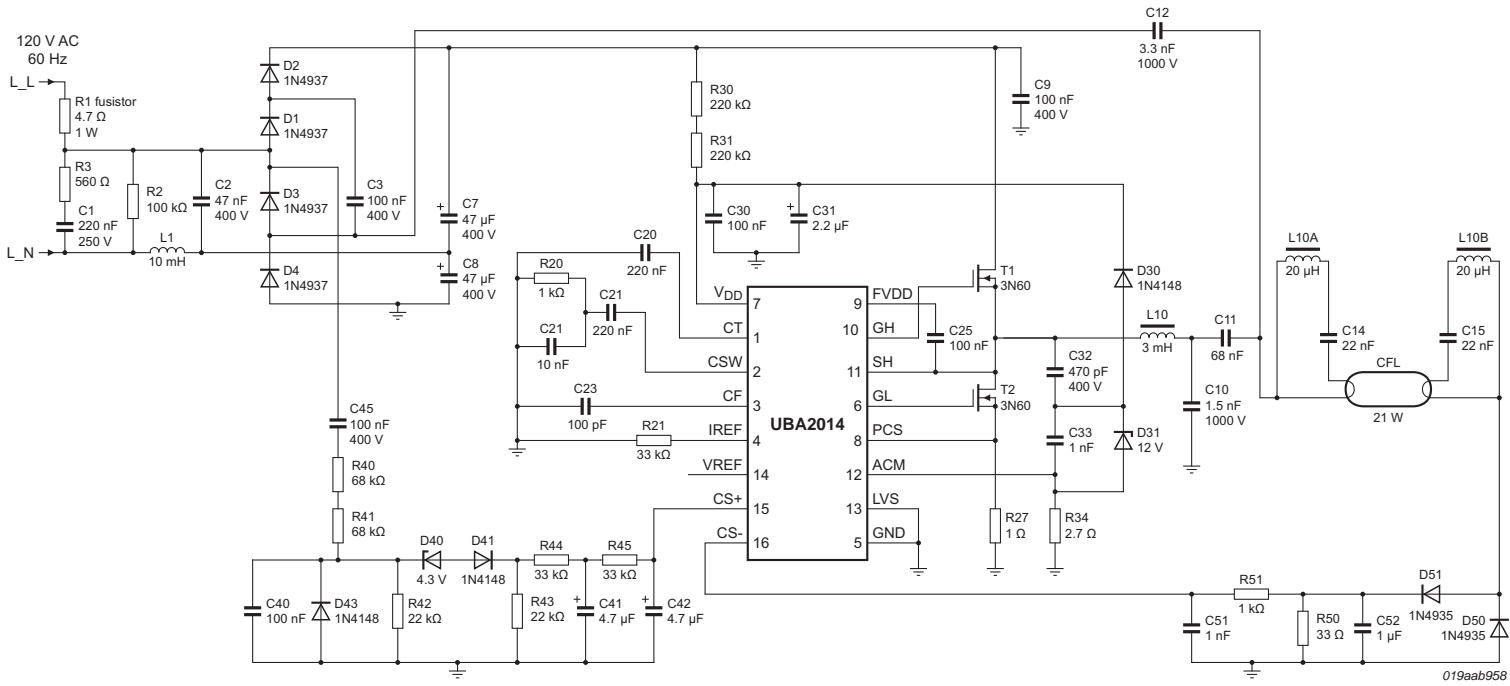 120 V AC
60 Hz
L_L
R1 fusistor
4.7 Ω
1 W
R3
560 Ω
C1
220 nF
250 V
L_N
R2
100 kΩ
L1
10 mH
C2
47 nF
400 V
D2
1N4937
D1
1N4937
D3
1N4937
D4
1N4937
C3
100 nF
400 V
C7
47 µF
400 V
C8
47 µF
400 V
C12
3.3 nF
1000 V
R30
220 kΩ
R31
220 kΩ
C9
100 nF
400 V
C30
100 nF
C31
2.2 µF
C20
220 nF
R20
1 kΩ
C21
220 nF
C21
10 nF
C23
100 pF
R21
33 kΩ
VDD
7
CT
1
CSW
2
CF
3
IREF
4
VREF
14
CS+
15
CS-
16
UBA2014
FVDD
9
GH
10
SH
11
GL
6
PCS
8
ACM
12
LVS
13
GND
5
C25
100 nF
T1
3N60
T2
3N60
D30
1N4148
D31
12 V
C32
470 pF
400 V
C33
1 nF
R27
1 Ω
R34
2.7 Ω
L10
3 mH
C11
68 nF
C10
1.5 nF
1000 V
L10A
20 µH
L10B
20 µH
C14
22 nF
C15
22 nF
CFL
21 W
C45
100 nF
400 V
R40
68 kΩ
R41
68 kΩ
C40
100 nF
D43
1N4148
R42
22 kΩ
D40
4.3 V
D41
1N4148
R43
22 kΩ
R44
33 kΩ
R45
33 kΩ
C41
4.7 µF
C42
4.7 µF
C51
1 nF
R51
1 kΩ
R50
33 Ω
C52
1 µF
D51
1N4935
D50
1N4935
019aab958